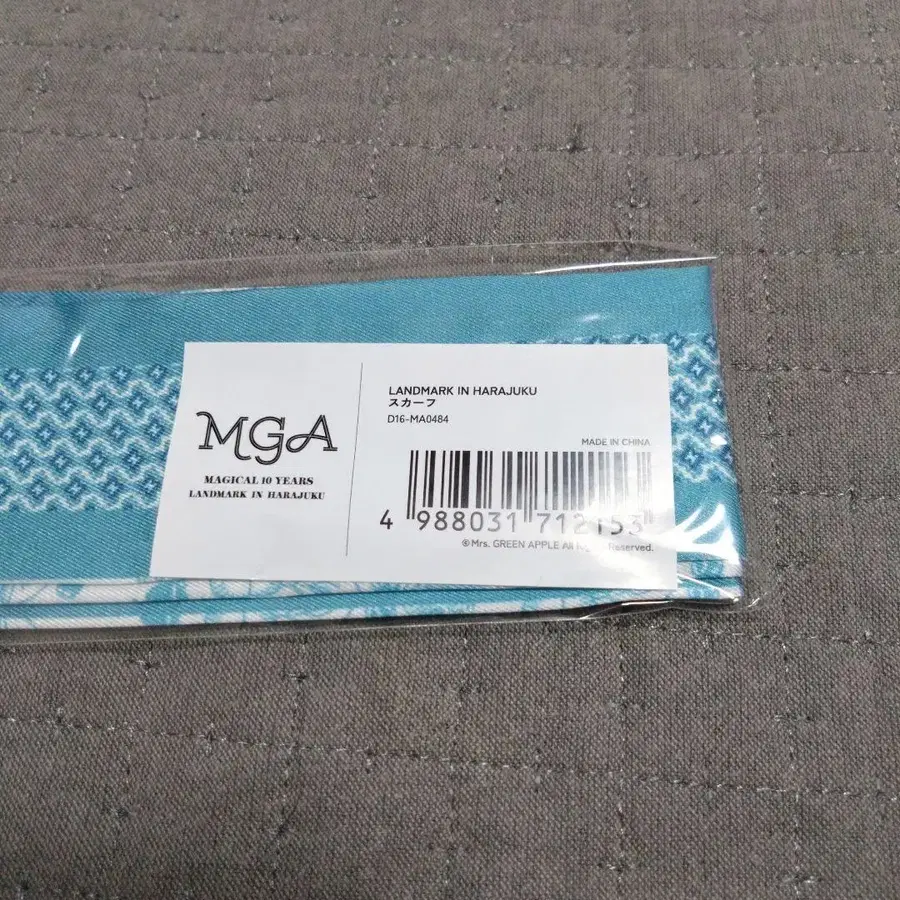 MGA
MAGICAL 10 YEARS
LANDMARK IN HARAJUKU
LANDMARK IN HARAJUKU
スカーフ
D16-MA0484
MADE IN CHINA
4 988031 712153
©Mrs. GREEN APPLE All Reserved.